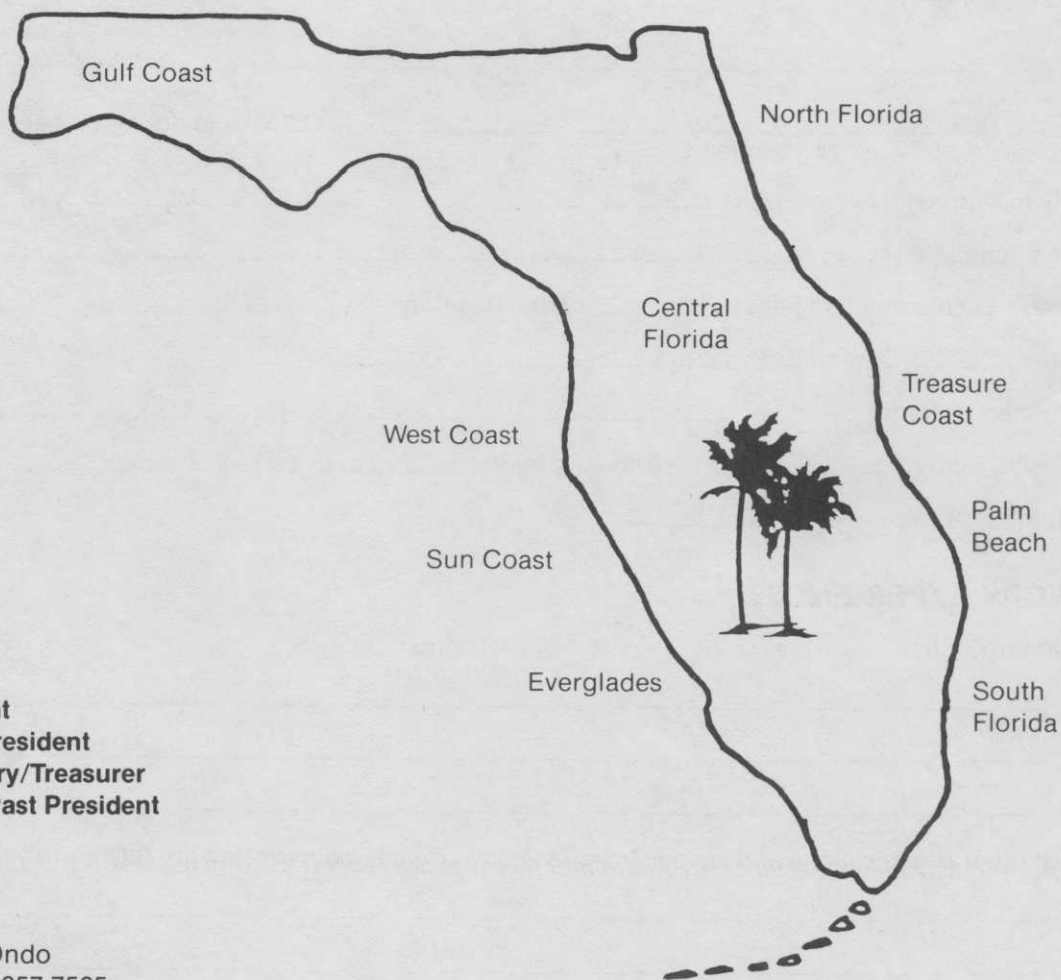 Gulf Coast
North Florida
Central
Florida
Treasure
Coast
West Coast
Palm
Beach
Sun Coast
Everglades
South
Florida
resident
ry/Treasurer
Past President
Ondo